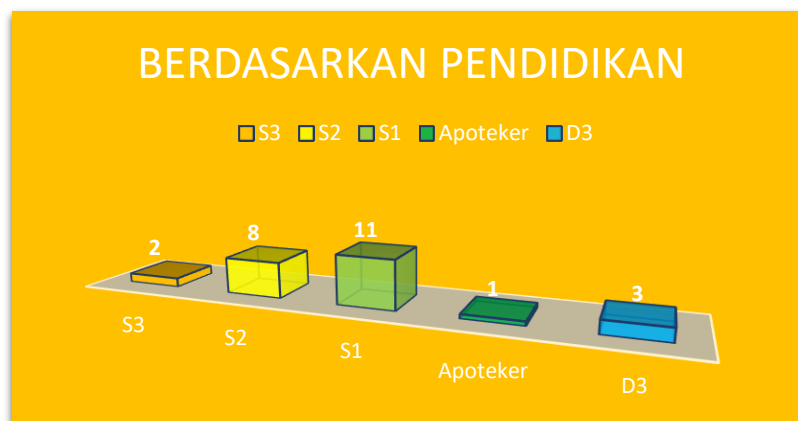 BERDASARKAN PENDIDIKAN
S3 S2 S1 Apoteker D3
2
8
11
1
3
S3
S2
S1
Apoteker
D3